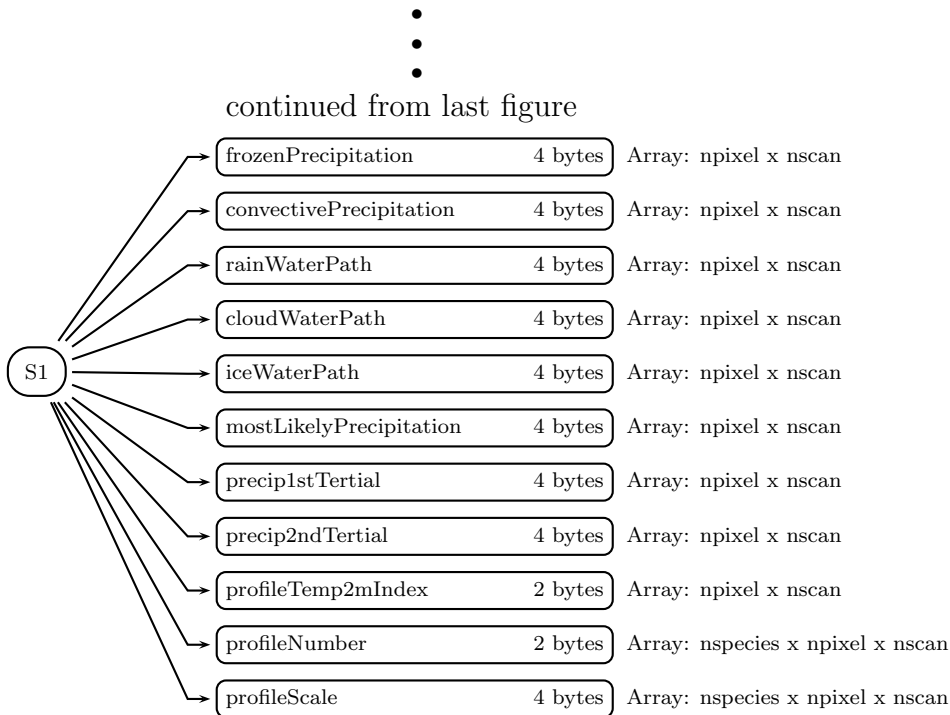 continued from last figure
frozenPrecipitation 4 bytes Array: npixel x nscan
convectivePrecipitation 4 bytes Array: npixel x nscan
rainWaterPath 4 bytes Array: npixel x nscan
cloudWaterPath 4 bytes Array: npixel x nscan
S1 iceWaterPath 4 bytes Array: npixel x nscan
mostLikelyPrecipitation 4 bytes Array: npixel x nscan
precip1stTertial 4 bytes Array: npixel x nscan
precip2ndTertial 4 bytes Array: npixel x nscan
profileTemp2mIndex 2 bytes Array: npixel x nscan
profileNumber 2 bytes Array: nspecies x npixel x nscan
profileScale 4 bytes Array: nspecies x npixel x nscan